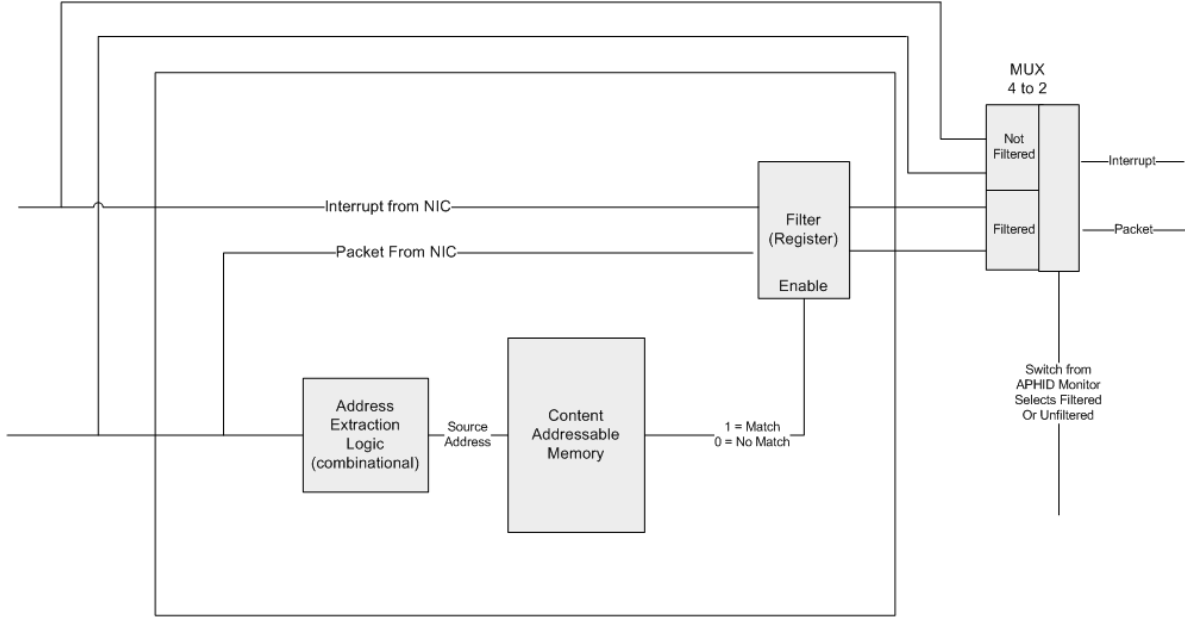 MUX
4 to 2
Not
Filtered
Interrupt
Interrupt from NIC
Filter
(Register)
Filtered
Packet
Packet From NIC
Enable
Switch from
APHID Monitor
Selects Filtered
Or Unfiltered
Address
Extraction
Logic
(combinational)
Source
Address
Content
Addressable
Memory
1 = Match
0 = No Match